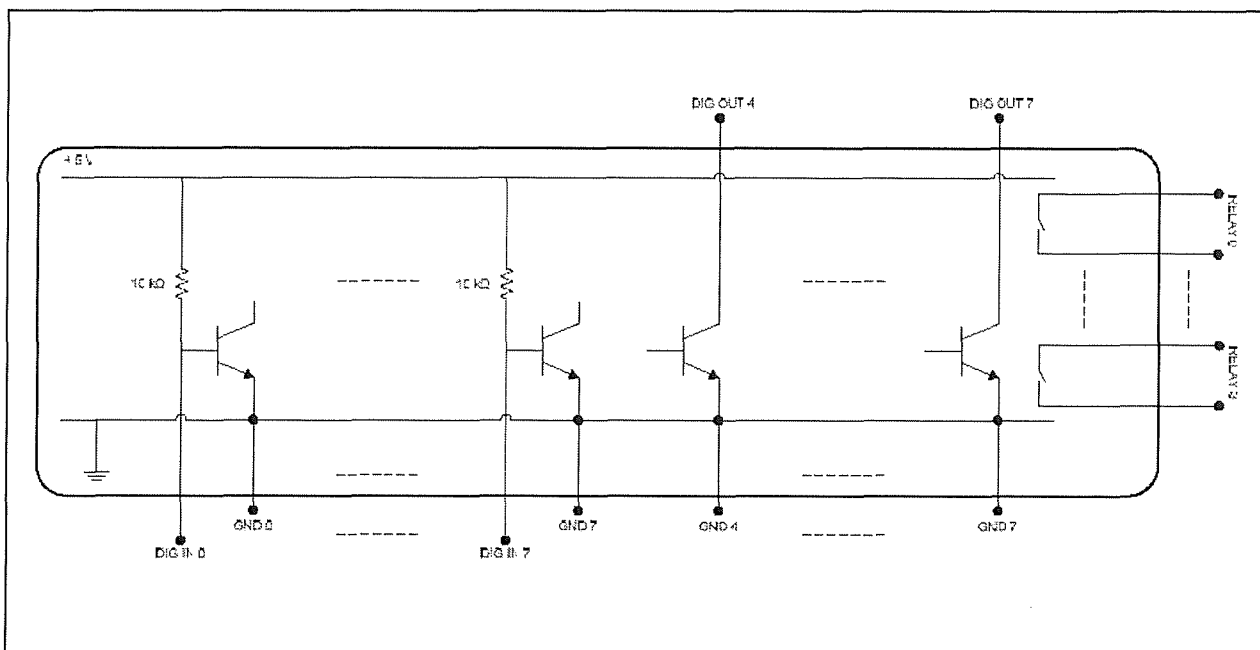 DIG OUT 4
DIG OUT 7
+5V
RELAY 0
10 kΩ
10 kΩ
RELAY 3
GND 0
GND 7
GND 4
GND 7
DIG IN 0
DIG IN 7